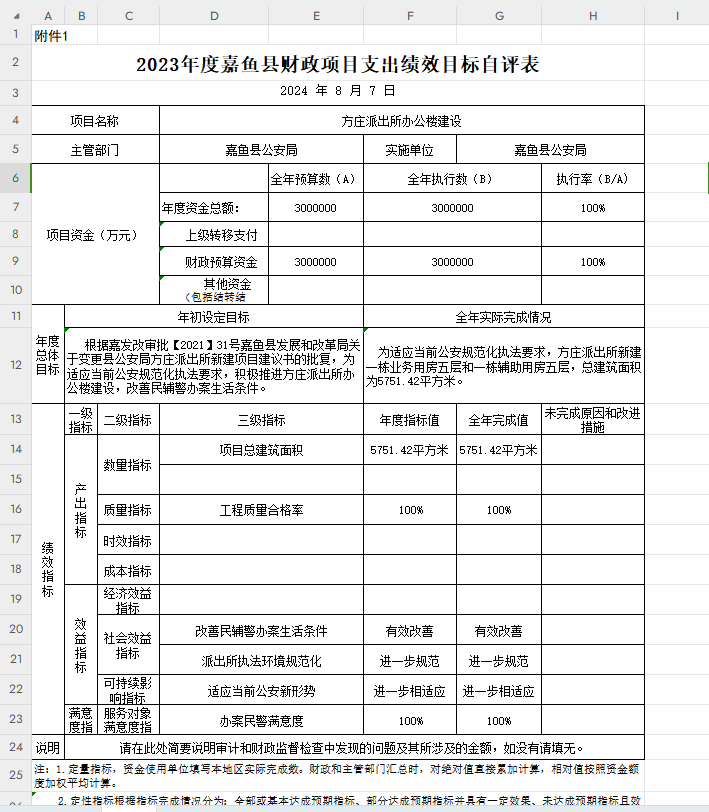 A B C D E F G H I
1 附件1
2 2023年度嘉鱼县财政项目支出绩效目标自评表
3 2024 年 8 月 7 日
4 项目名称 方庄派出所办公楼建设
5 主管部门 嘉鱼县公安局 实施单位 嘉鱼县公安局
6 全年预算数(A) 全年执行数(B) 执行率(B/A)
项目资金(万元)
7 年度资金总额: 3000000 3000000 100%
8 上级转移支付
9 财政预算资金 3000000 3000000 100%
10 其他资金
(包括结转结
11 年初设定目标 全年实际完成情况
年度
总体
目标
12 根据嘉发改审批【2021】31号嘉鱼县发展和改革局关
于变更县公安局方庄派出所新建项目建议书的批复,为
适应当前公安规范化执法要求,积极推进方庄派出所办
公楼建设,改善民辅警办案生活条件。
为适应当前公安规范化执法要求,方庄派出所新建
一栋业务用房五层和一栋辅助用房五层,总建筑面积
为5751.42平方米。
13 一级
指标 二级指标 三级指标 年度指标值 全年完成值 未完成原因和改进
措施
绩效指标
产出指标
14 数量指标 项目总建筑面积 5751.42平方米 5751.42平方米
15
16 质量指标 工程质量合格率 100% 100%
17 时效指标
18 成本指标
效益指标
19 经济效益
指标
20 社会效益
指标 改善民辅警办案生活条件 有效改善 有效改善
21 派出所执法环境规范化 进一步规范 进一步规范
22 可持续影
响指标 适应当前公安新形势 进一步相适应 进一步相适应
23 满意
度指 服务对象
满意度指 办案民警满意度 100% 100%
24 说明 请在此处简要说明审计和财政监督检查中发现的问题及其所涉及的金额,如没有请填无。
25 注:1.定量指标,资金使用单位填写本地区实际完成数。财政和主管部门汇总时,对绝对值直接累加计算,相对值按照资金额
度加权平均计算。
2.定性指标根据指标完成情况分为:全部或基本达成预期指标、部分达成预期指标并具有一定效果、未达成预期指标且效